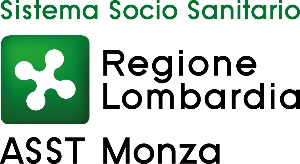 Sistema Socio Sanitario
Regione
Lombardia
ASST Monza